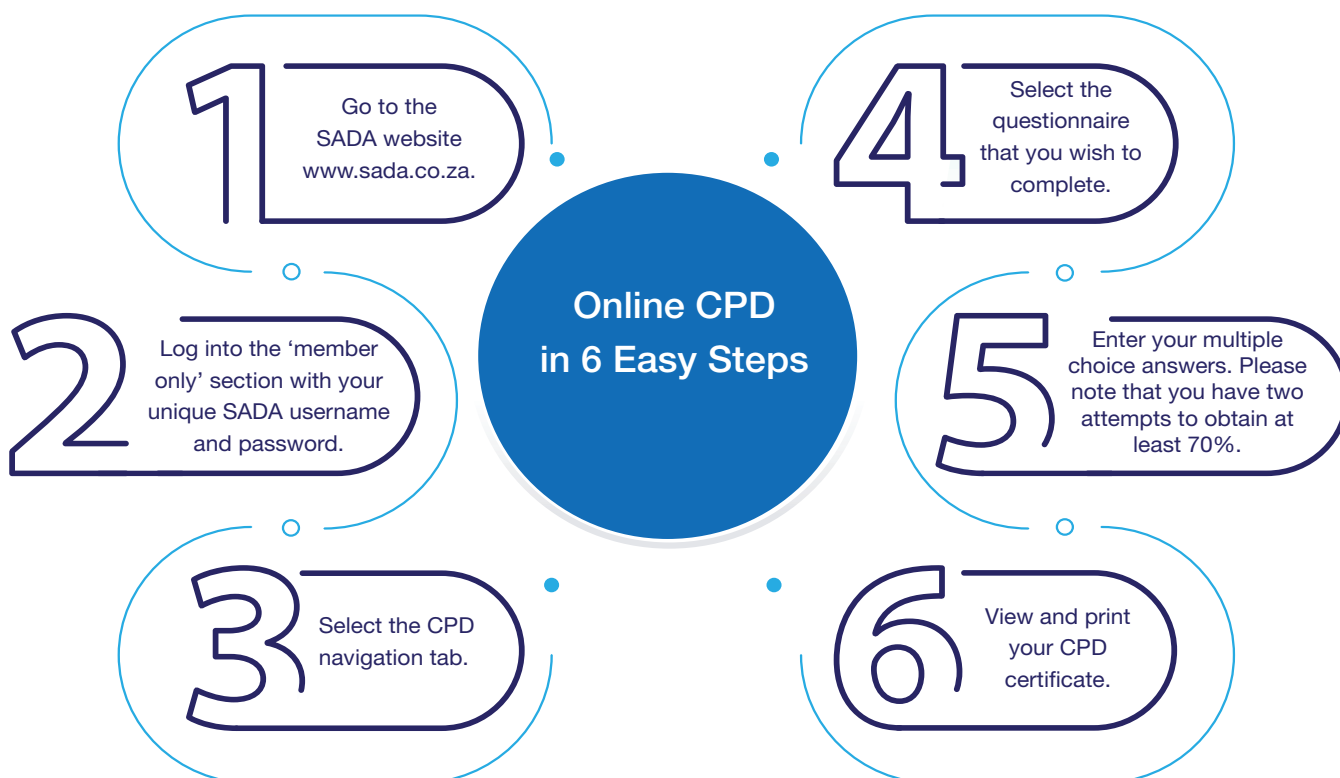 Online CPD
in 6 Easy Steps
1
Go to the
SADA website
www.sada.co.za.
2
Log into the ‘member
only’ section with your
unique SADA username
and password.
3
Select the CPD
navigation tab.
4
Select the
questionnaire
that you wish to
complete.
5
Enter your multiple
choice answers. Please
note that you have two
attempts to obtain at
least 70%.
6
View and print
your CPD
certificate.